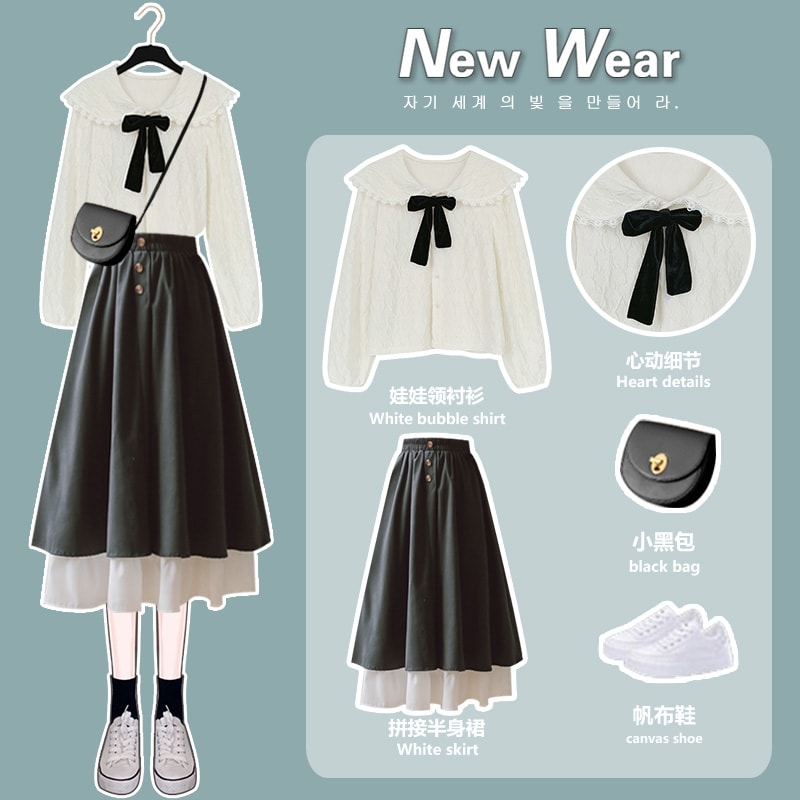 New Wear
자기 세계 의 빛 을 만들어 라.
娃娃领衬衫
White bubble shirt
心动细节
Heart details
小黑包
black bag
拼接半身裙
White skirt
帆布鞋
canvas shoe